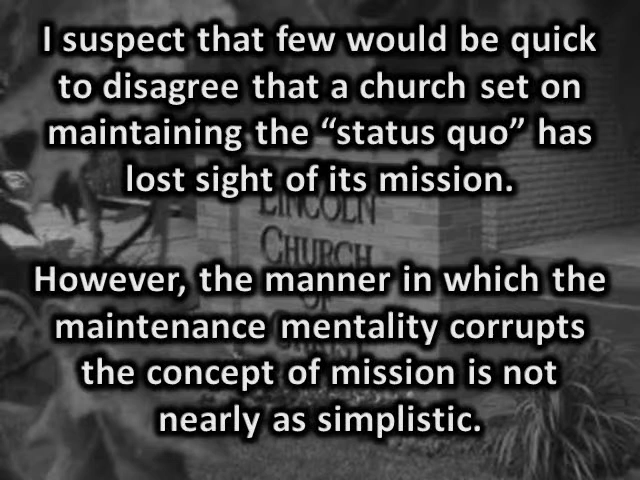 I suspect that few would be quick
to disagree that a church set on
maintaining the “status quo” has
lost sight of its mission.
LINCOLN
CHURCH
OF
CHRIST
However, the manner in which the
maintenance mentality corrupts
the concept of mission is not
nearly as simplistic.